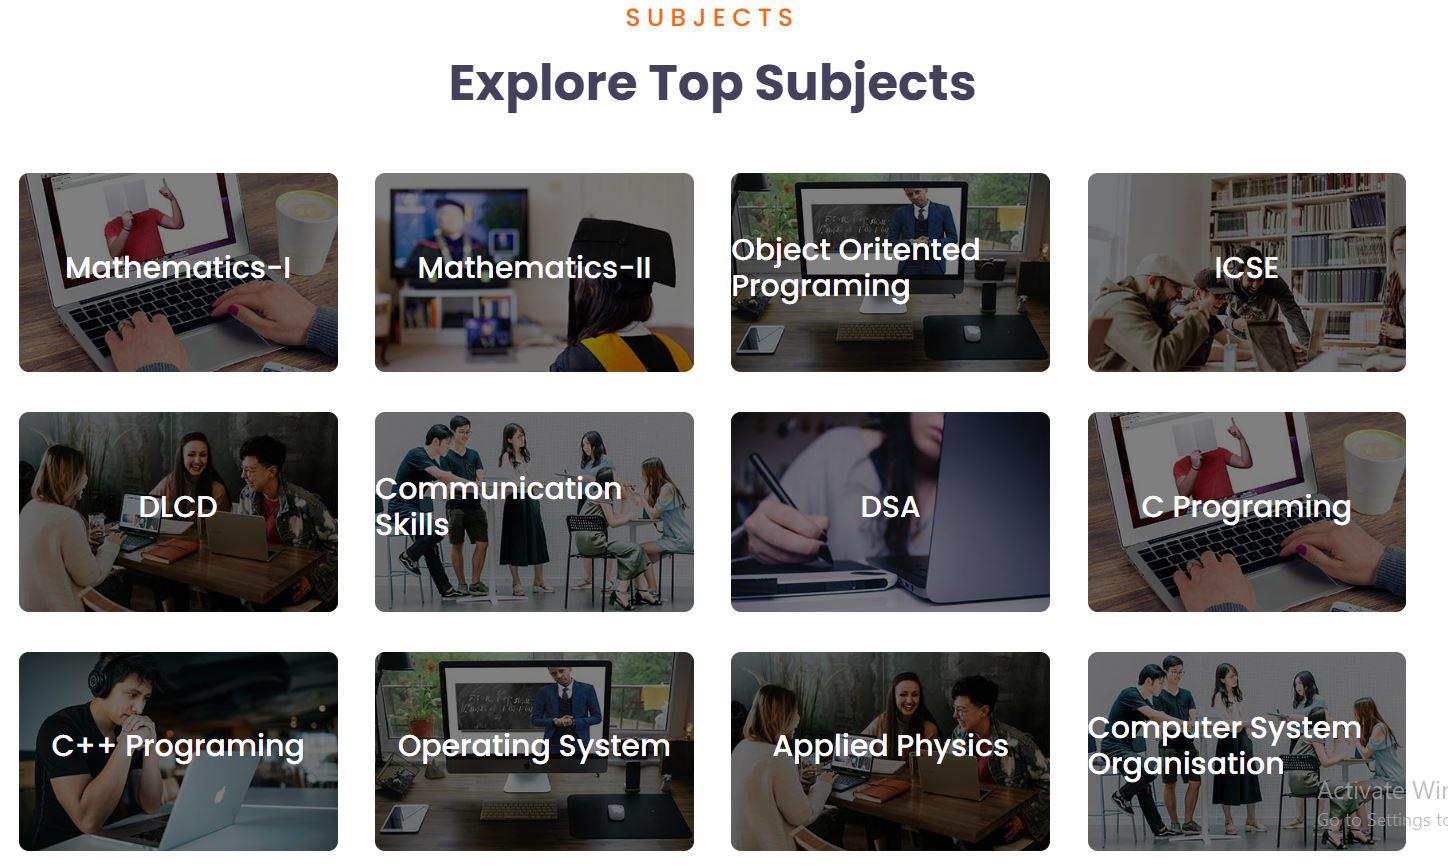 SUBJECTS
Explore Top Subjects
Mathematics-I
Mathematics-II
Object Oritented
Programing
ICSE
DLCD
Communication
Skills
DSA
C Programing
C++ Programing
Operating System
Applied Physics
Computer System
Organisation
Activate Win
Go to Settings to